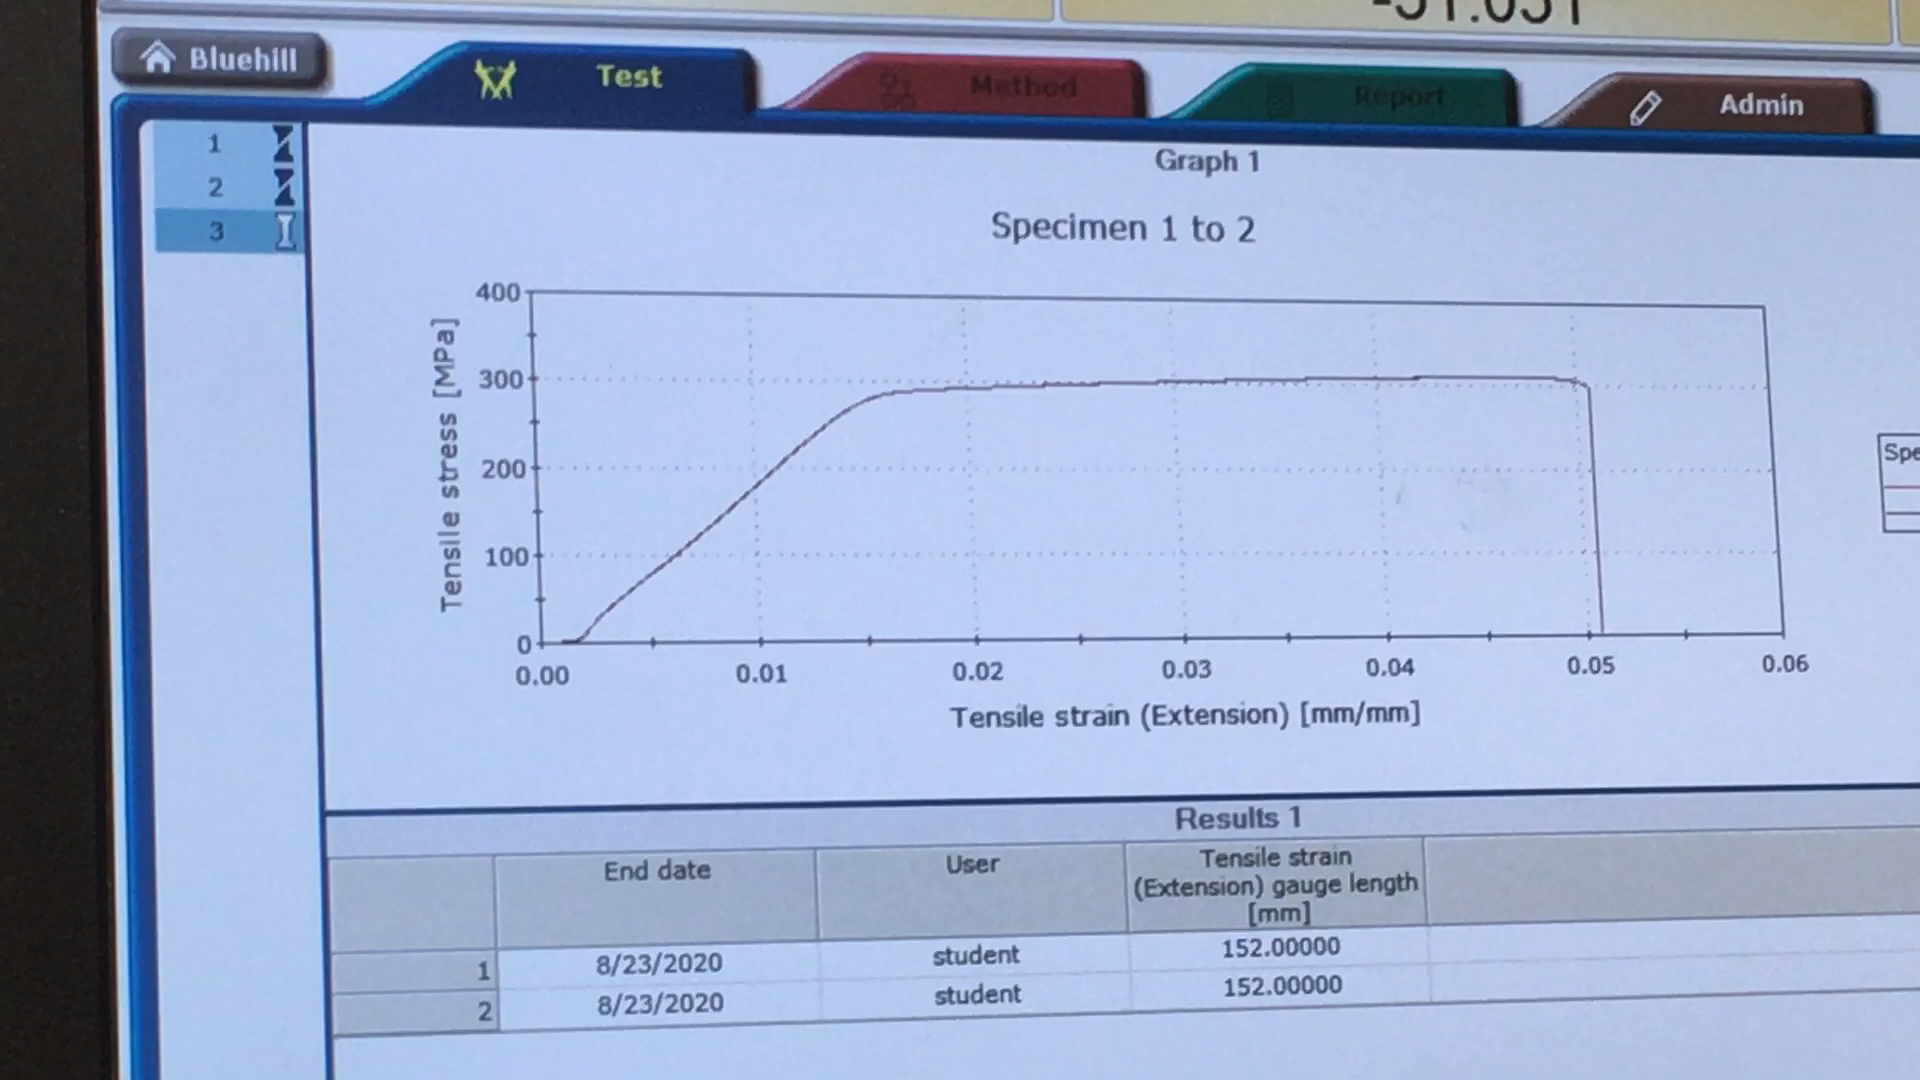 Bluehill
Test
Method
Report
Admin
1
2
3
Graph 1
Specimen 1 to 2
400
300
200
100
0
Tensile stress [MPa]
0.00 0.01 0.02 0.03 0.04 0.05 0.06
Tensile strain (Extension) [mm/mm]
Spe
Results 1
End date User Tensile strain
(Extension) gauge length
[mm]
1 8/23/2020 student 152.00000
2 8/23/2020 student 152.00000